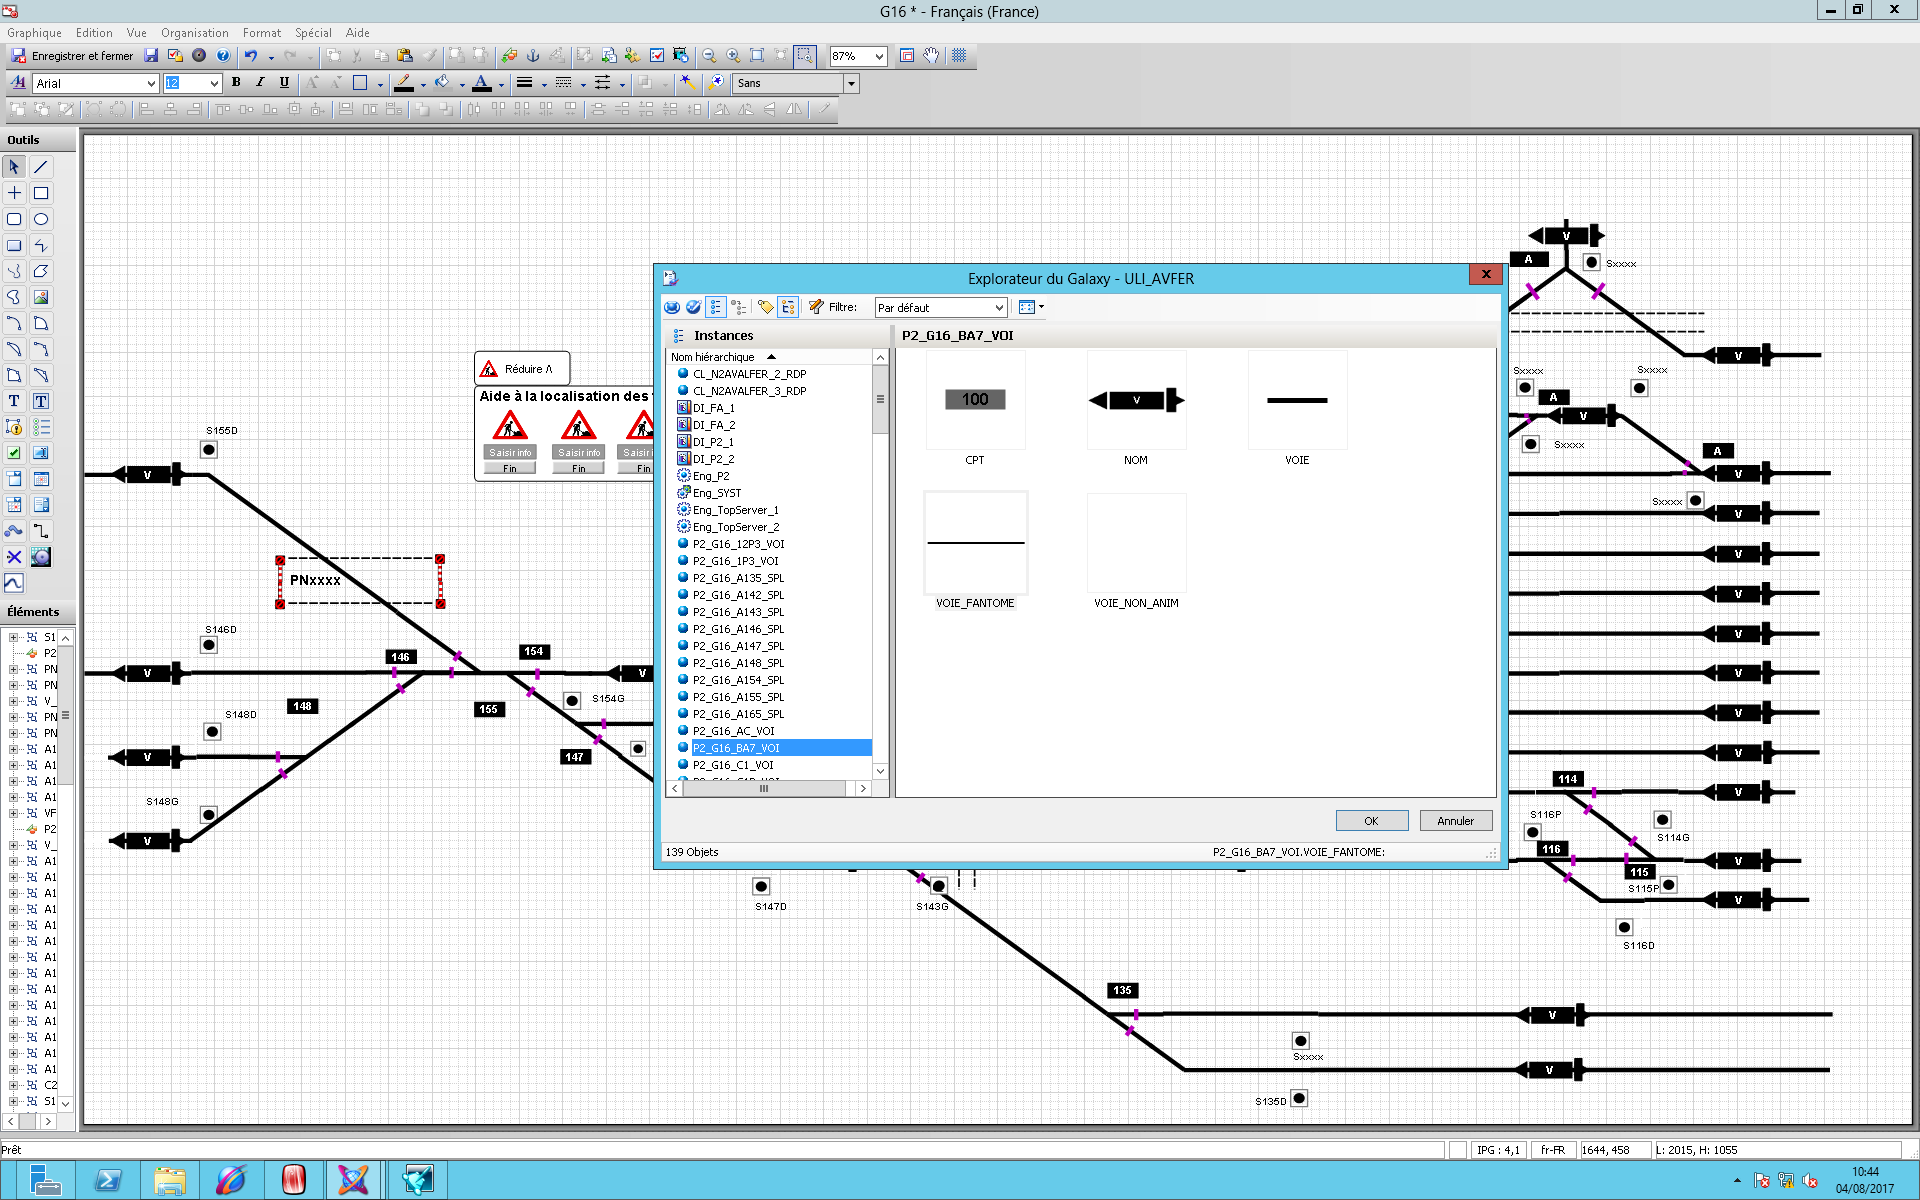 G16 * - Français (France)
Graphique Edition Vue Organisation Format Spécial Aide
Enregistrer et fermer 87%
Arial 12 B I U A A A Sans
Outils
Éléments
S1
P2
PN
PN
V_
PN
PN
A1
A1
A1
A1
VF
P2
V_
A1
A1
A1
A1
A1
A1
A1
A1
A1
A1
A1
A1
A1
A1
C2
S1
Réduire Λ
Aide à la localisation des
Saisir info Saisir info Saisir i
Fin Fin Fin
S155D
V
PNxxxx
S146D
V
146
154
V
148
155
S154G
S148D
V
147
S148G
V
S147D
S143G
135
V
Sxxxx
V
S135D
V
A
Sxxxx
V
Sxxxx
Sxxxx
A
V
Sxxxx
A
V
Sxxxx
V
V
V
V
V
V
V
114
V
S116P
S114G
116
V
115
S115P
V
S116D
Explorateur du Galaxy - ULI_AVFER
Filtre: Par défaut
Instances
Nom hiérarchique
CL_N2AVALFER_2_RDP
CL_N2AVALFER_3_RDP
DI_FA_1
DI_FA_2
DI_P2_1
DI_P2_2
Eng_P2
Eng_SYST
Eng_TopServer_1
Eng_TopServer_2
P2_G16_12P3_VOI
P2_G16_1P3_VOI
P2_G16_A135_SPL
P2_G16_A142_SPL
P2_G16_A143_SPL
P2_G16_A146_SPL
P2_G16_A147_SPL
P2_G16_A148_SPL
P2_G16_A154_SPL
P2_G16_A155_SPL
P2_G16_A165_SPL
P2_G16_AC_VOI
P2_G16_BA7_VOI
P2_G16_C1_VOI
P2_G16_BA7_VOI
100 V
CPT NOM VOIE
VOIE_FANTOME VOIE_NON_ANIM
OK Annuler
139 Objets P2_G16_BA7_VOI.VOIE_FANTOME:
Prêt IPG : 4,1 fr-FR 1644, 458 L: 2015, H: 1055
10:44
04/08/2017